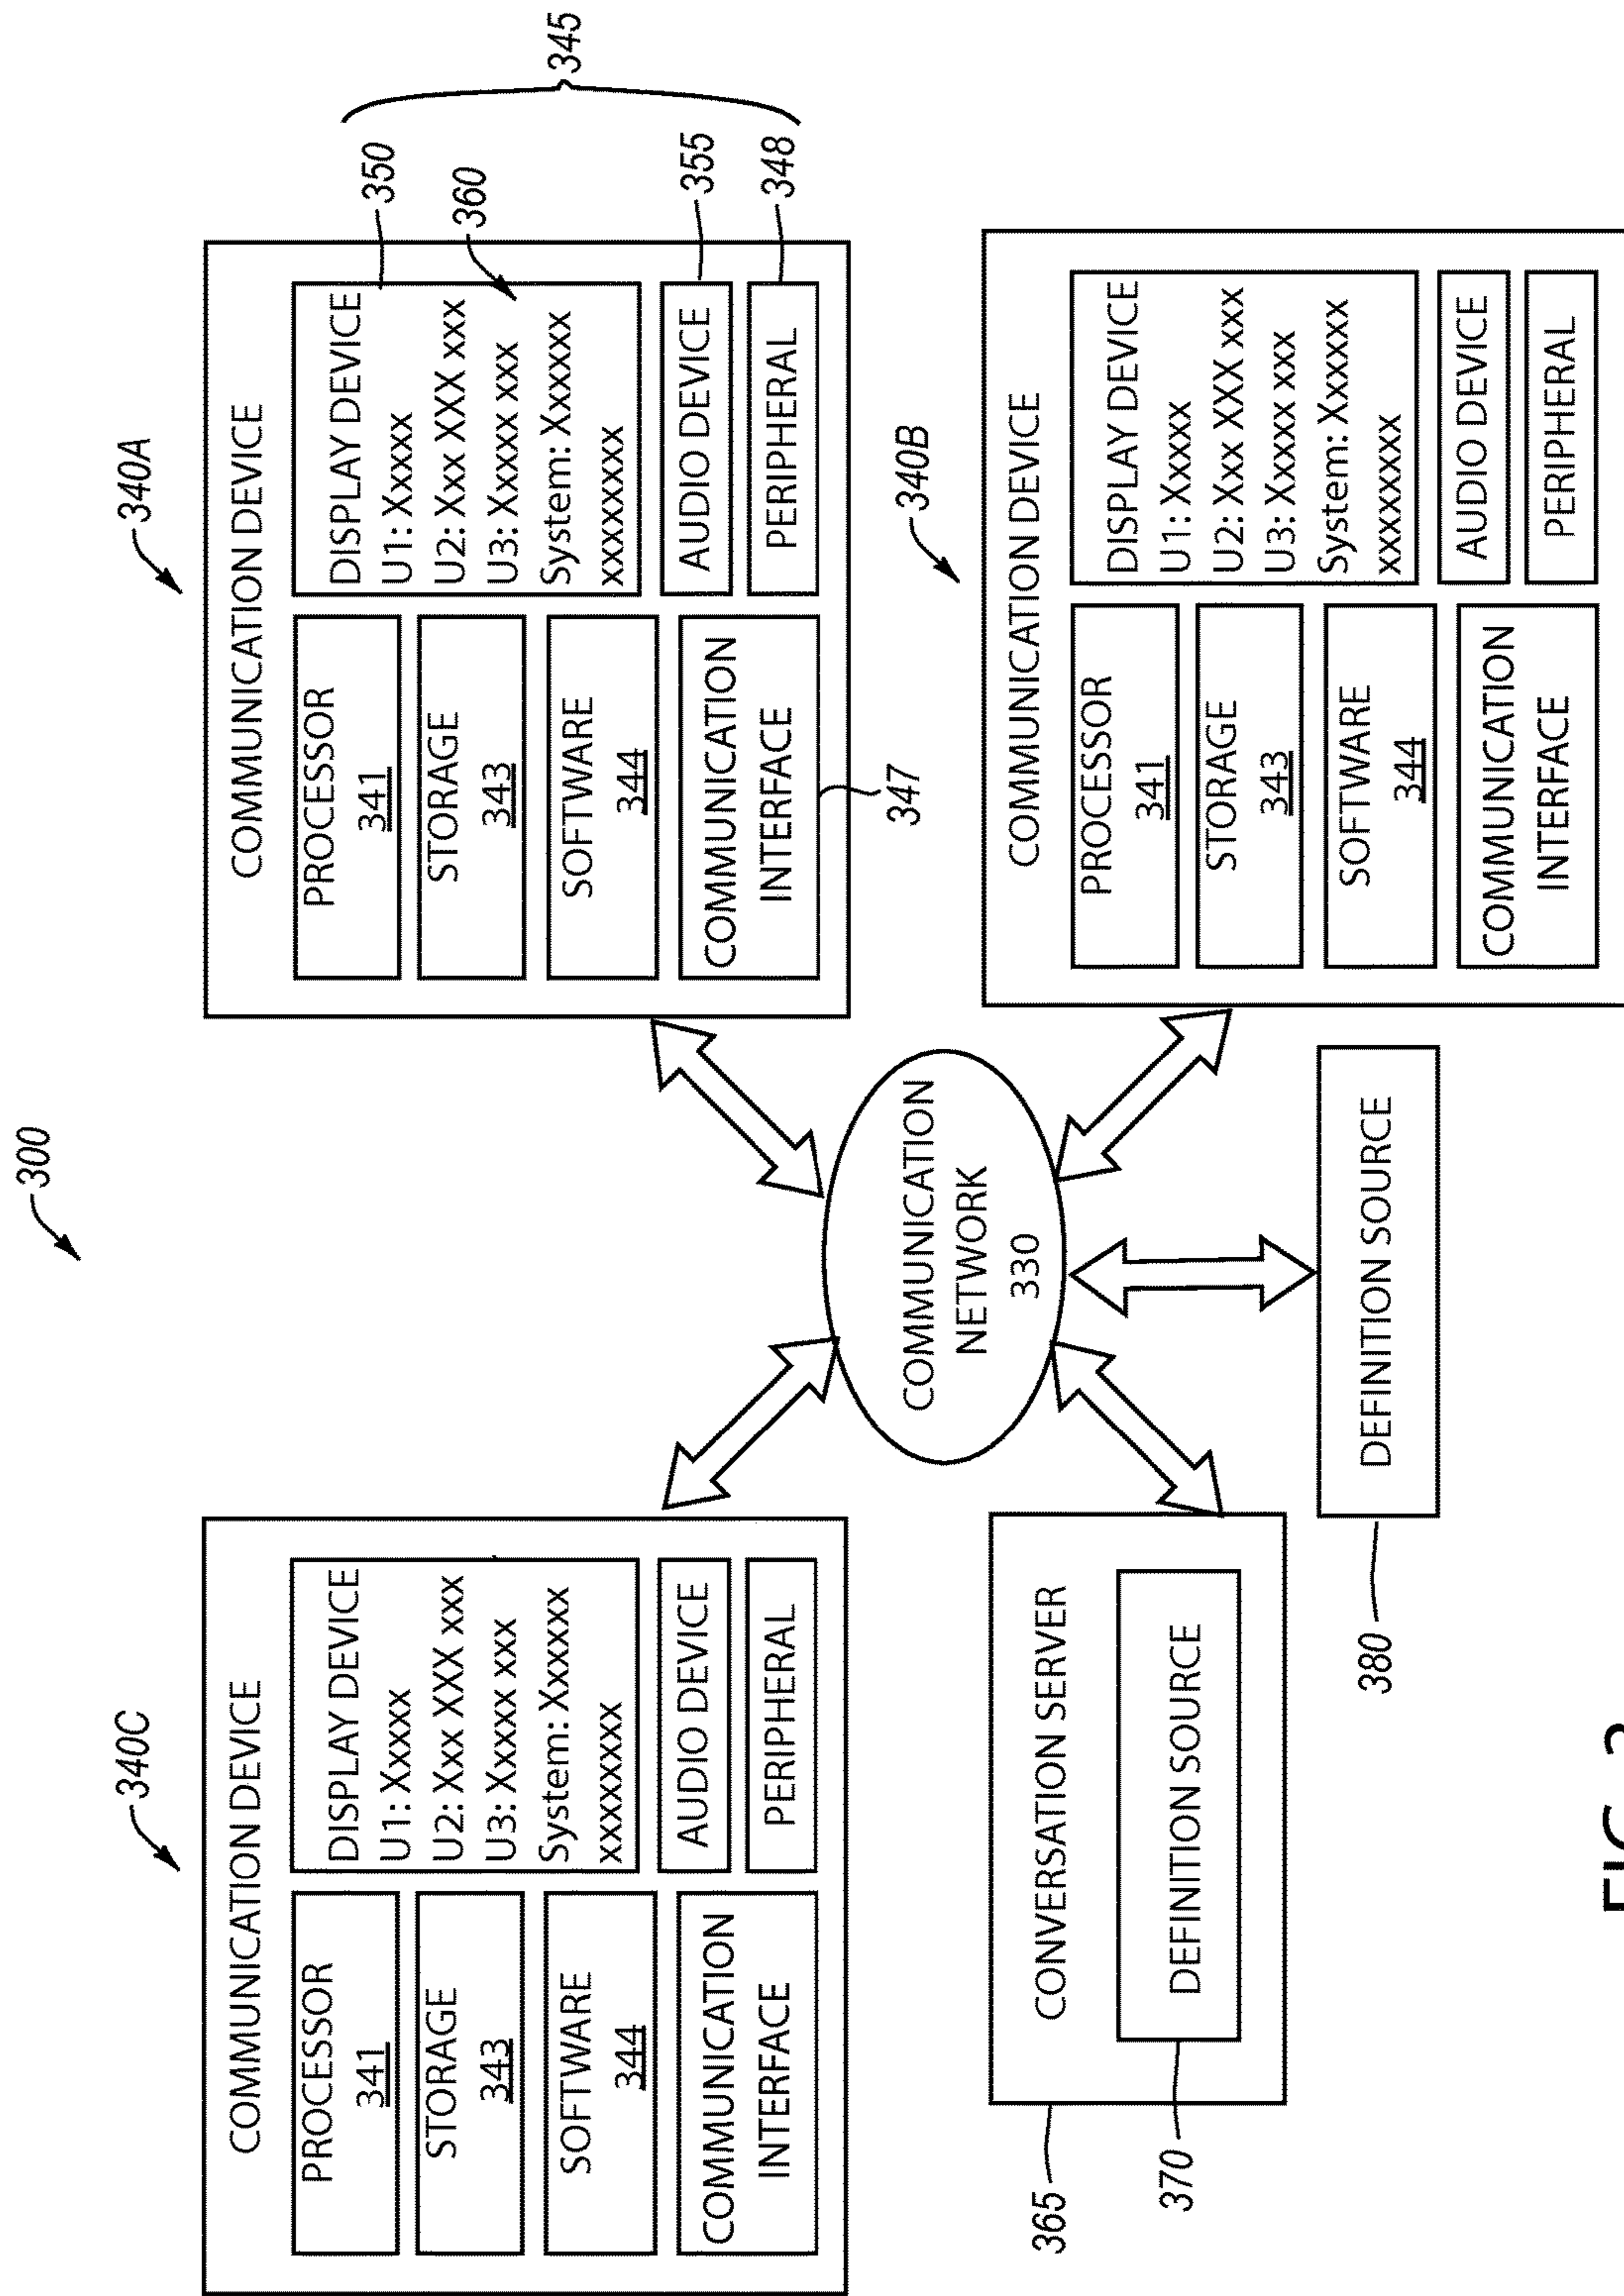 300
340C
COMMUNICATION DEVICE
PROCESSOR
341
STORAGE
343
SOFTWARE
344
COMMUNICATION
INTERFACE
DISPLAY DEVICE
U1: Xxxxx
U2: Xxx XXX xxx
U3: Xxxxx xxx
System: Xxxxxx
xxxxxxxx
AUDIO DEVICE
PERIPHERAL
340A
COMMUNICATION DEVICE
PROCESSOR
341
STORAGE
343
SOFTWARE
344
COMMUNICATION
INTERFACE
347
DISPLAY DEVICE
U1: Xxxxx
U2: Xxx XXX xxx
U3: Xxxxx xxx
System: Xxxxxx
xxxxxxxx
AUDIO DEVICE
PERIPHERAL
350
360
355
348
345
COMMUNICATION
NETWORK
330
365
CONVERSATION SERVER
DEFINITION SOURCE
370
DEFINITION SOURCE
380
340B
COMMUNICATION DEVICE
PROCESSOR
341
STORAGE
343
SOFTWARE
344
COMMUNICATION
INTERFACE
DISPLAY DEVICE
U1: Xxxxx
U2: Xxx XXX xxx
U3: Xxxxx xxx
System: Xxxxxx
xxxxxxxx
AUDIO DEVICE
PERIPHERAL
FIG.